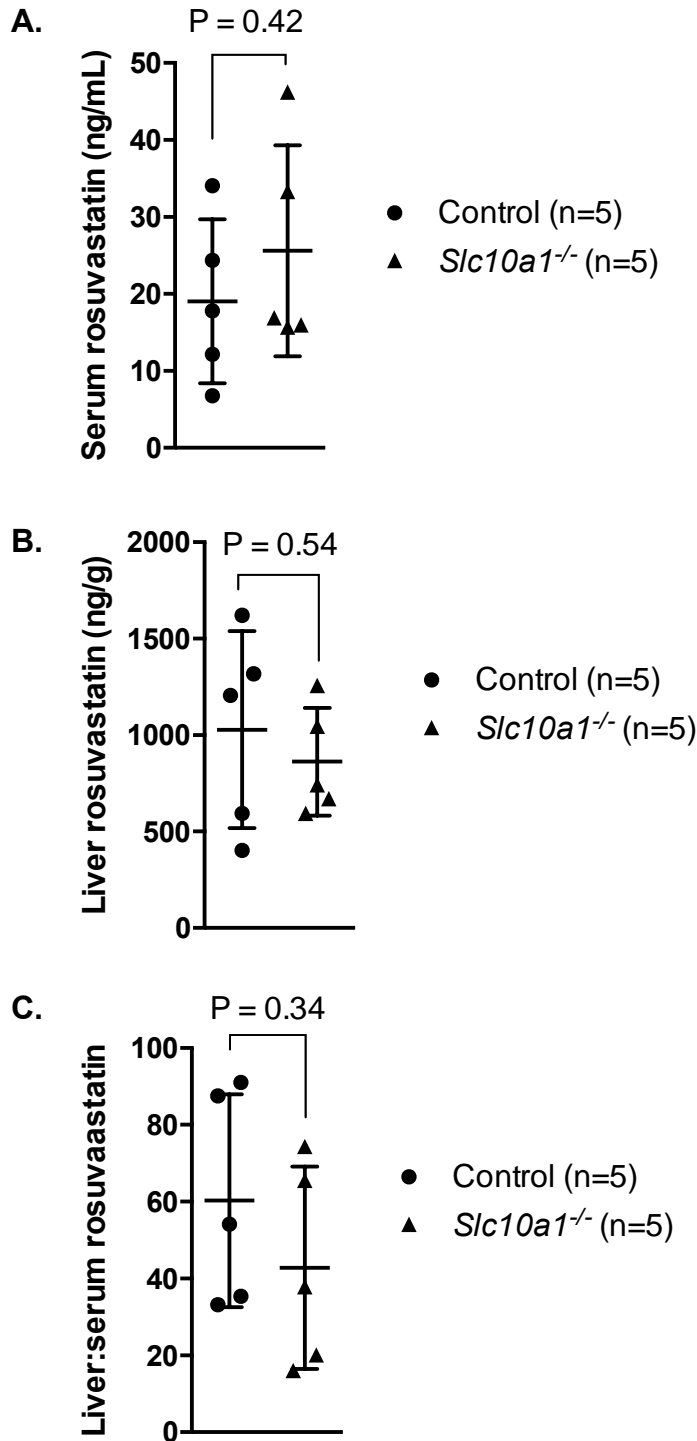 A.
P = 0.42
Serum rosuvastatin (ng/mL)
50
40
30
20
10
0
Control (n=5)
Slc10a1-/- (n=5)
B.
P = 0.54
Liver rosuvastatin (ng/g)
2000
1500
1000
500
0
Control (n=5)
Slc10a1-/- (n=5)
C.
P = 0.34
Liver:serum rosuvaastatin
100
80
60
40
20
0
Control (n=5)
Slc10a1-/- (n=5)